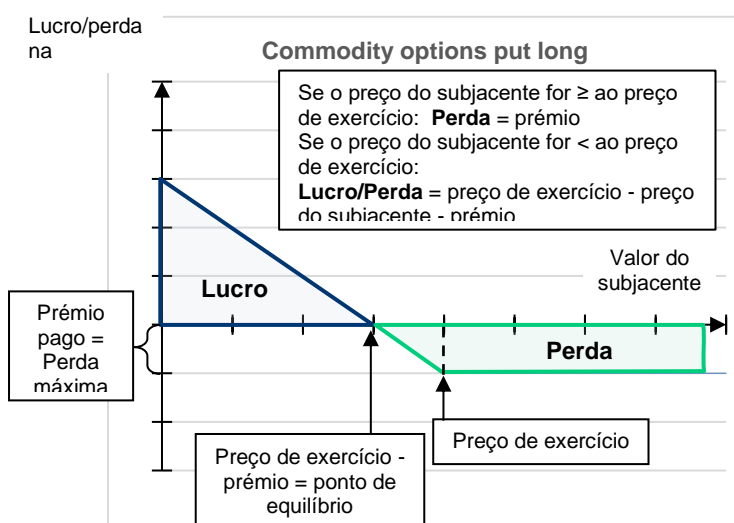 Lucro/perda
na
Commodity options put long
Se o preço do subjacente for ≥ ao preço
de exercício: Perda = prémio
Se o preço do subjacente for < ao preço
de exercício:
Lucro/Perda = preço de exercício - preço
do subjacente - prémio
Valor do
subjacente
Lucro
Prémio
pago =
Perda
máxima
Perda
Preço de exercício
Preço de exercício -
prémio = ponto de
equilíbrio